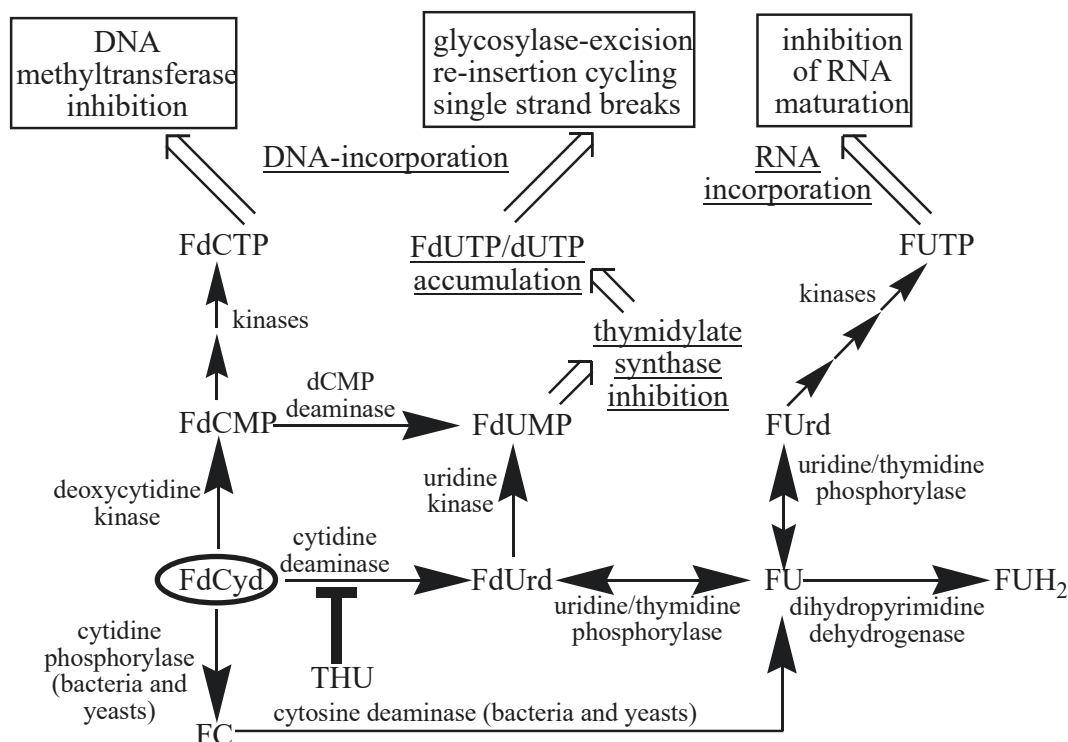 DNA
methyltransferase
inhibition
glycosylase-excision
re-insertion cycling
single strand breaks
inhibition
of RNA
maturation
DNA-incorporation
RNA
incorporation
FdCTP
FdUTP/dUTP
accumulation
FUTP
kinases
kinases
thymidylate
synthase
inhibition
dCMP
deaminase
FdCMP
FdUMP
FUrd
deoxycytidine
kinase
uridine
kinase
uridine/thymidine
phosphorylase
cytidine
deaminase
FdCyd
FdUrd
FU
FUH2
uridine/thymidine
phosphorylase
dihydropyrimidine
dehydrogenase
cytidine
phosphorylase
(bacteria and
yeasts)
THU
cytosine deaminase (bacteria and yeasts)
FC